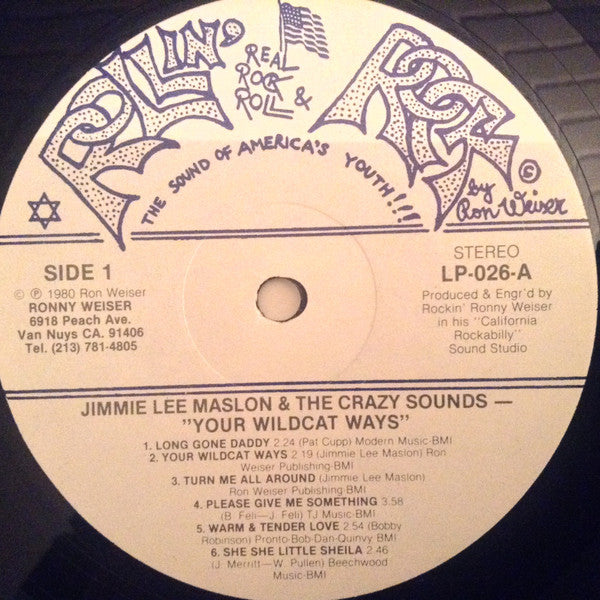 ROLLIN'
REAL
ROCK
ROLL &
ROCK
THE SOUND OF AMERICA'S YOUTH!!!
©
by
Ron Weiser
SIDE 1
© ℗ 1980 Ron Weiser
RONNY WEISER
6918 Peach Ave.
Van Nuys CA. 91406
Tel. (213) 781-4805
STEREO
LP-026-A
Produced & Engr'd by
Rockin' Ronny Weiser
in his "California
Rockabilly"
Sound Studio
JIMMIE LEE MASLON & THE CRAZY SOUNDS —
"YOUR WILDCAT WAYS"
1. LONG GONE DADDY 2.24 (Pat Cupp) Modern Music-BMI
2. YOUR WILDCAT WAYS 2 19 (Jimmie Lee Maslon) Ron
Weiser Publishing-BMI
3. TURN ME ALL AROUND (Jimmie Lee Maslon)
Ron Weiser Publishing-BMI
4. PLEASE GIVE ME SOMETHING 3.58
(B. Feli—J. Feli) TJ Music-BMI
5. WARM & TENDER LOVE 2 54 (Bobby
Robinson) Pronto-Bob-Dan-Quinvy BMI
6. SHE SHE LITTLE SHEILA 2 46
(J. Merritt—W. Pullen) Beechwood
Music-BMI